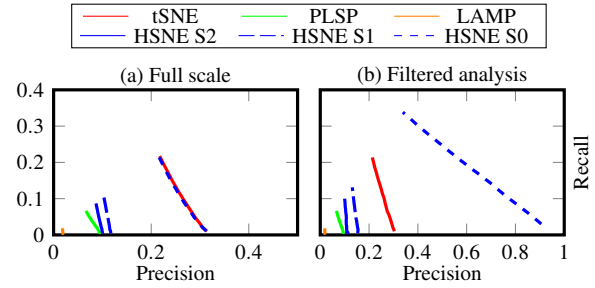 tSNE PLSP LAMP
HSNE S2 HSNE S1 HSNE S0
(a) Full scale (b) Filtered analysis
0.4
0.3
0.2
0.1
0
0 0.2 0.4 0 0.2 0.4 0.6 0.8 1
Recall
Precision Precision